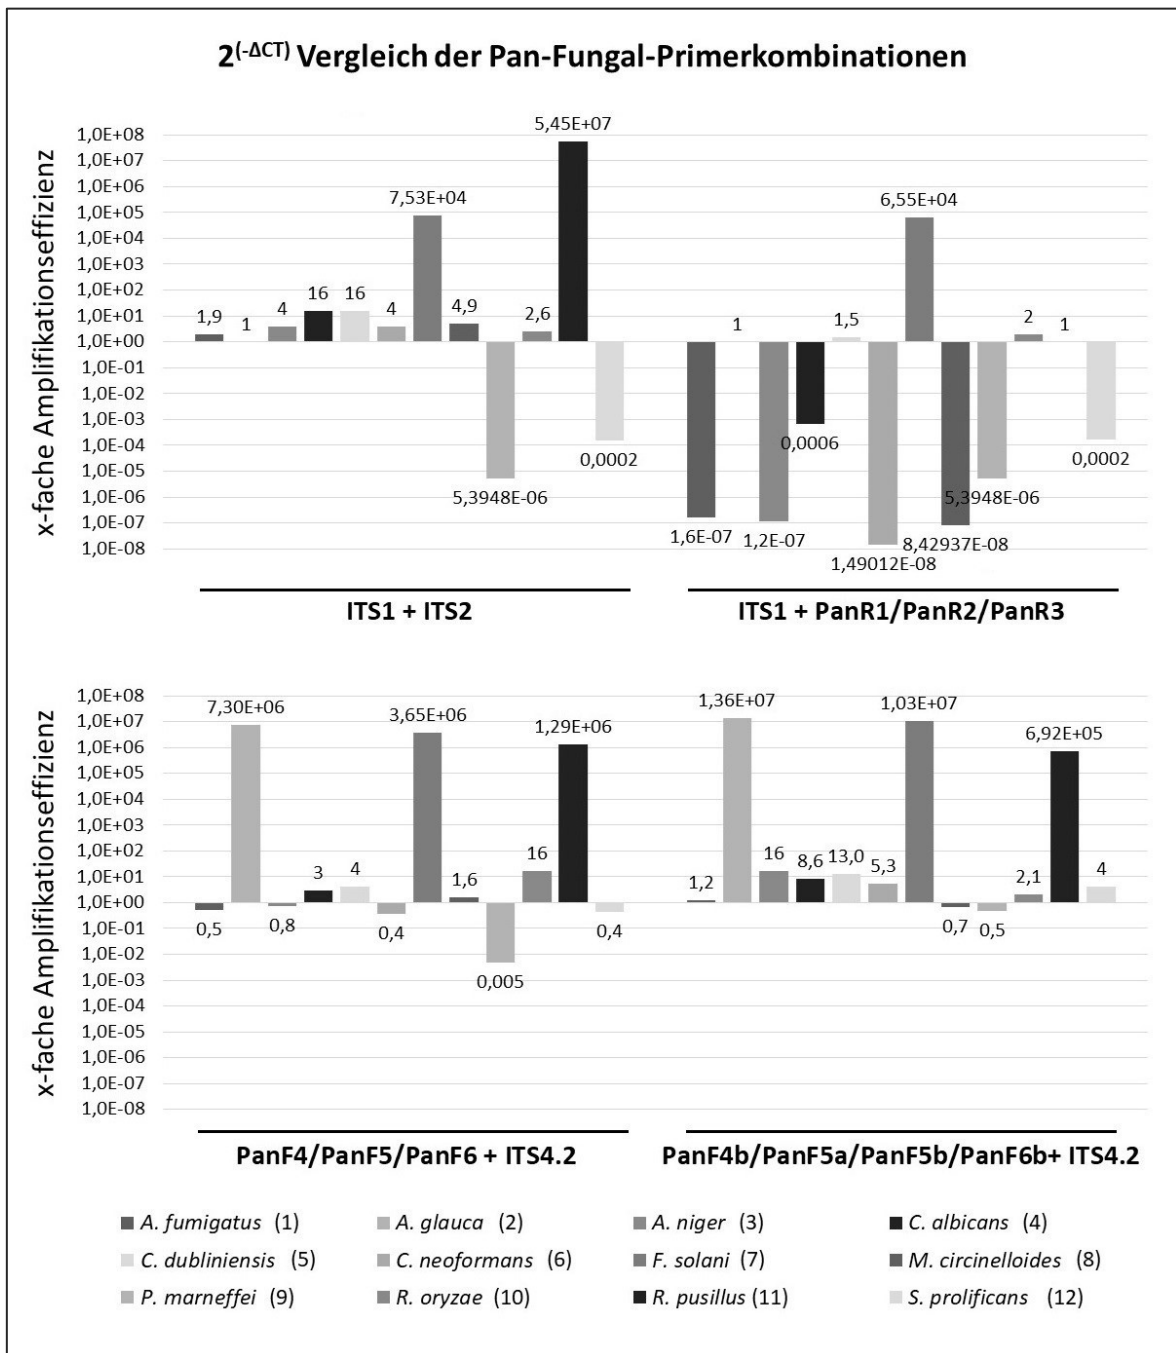 2^(-ΔCT) Vergleich der Pan-Fungal-Primerkombinationen
x-fache Amplifikationseffizienz
1,0E+08
1,0E+07
1,0E+06
1,0E+05
1,0E+04
1,0E+03
1,0E+02
1,0E+01
1,0E+00
1,0E-01
1,0E-02
1,0E-03
1,0E-04
1,0E-05
1,0E-06
1,0E-07
1,0E-08
1,9
1
4
16
16
4
7,53E+04
4,9
5,3948E-06
2,6
5,45E+07
0,0002
ITS1 + ITS2
1,6E-07
1
1,2E-07
0,0006
1,5
1,49012E-08
6,55E+04
8,42937E-08
5,3948E-06
2
1
0,0002
ITS1 + PanR1/PanR2/PanR3
x-fache Amplifikationseffizienz
1,0E+08
1,0E+07
1,0E+06
1,0E+05
1,0E+04
1,0E+03
1,0E+02
1,0E+01
1,0E+00
1,0E-01
1,0E-02
1,0E-03
1,0E-04
1,0E-05
1,0E-06
1,0E-07
1,0E-08
0,5
7,30E+06
0,8
3
4
0,4
3,65E+06
1,6
0,005
16
1,29E+06
0,4
PanF4/PanF5/PanF6 + ITS4.2
1,2
1,36E+07
16
8,6
13,0
5,3
1,03E+07
0,7
0,5
2,1
6,92E+05
4
PanF4b/PanF5a/PanF5b/PanF6b+ ITS4.2
A. fumigatus (1) A. glauca (2) A. niger (3) C. albicans (4)
C. dubliniensis (5) C. neoformans (6) F. solani (7) M. circinelloides (8)
P. marneffei (9) R. oryzae (10) R. pusillus (11) S. prolificans (12)